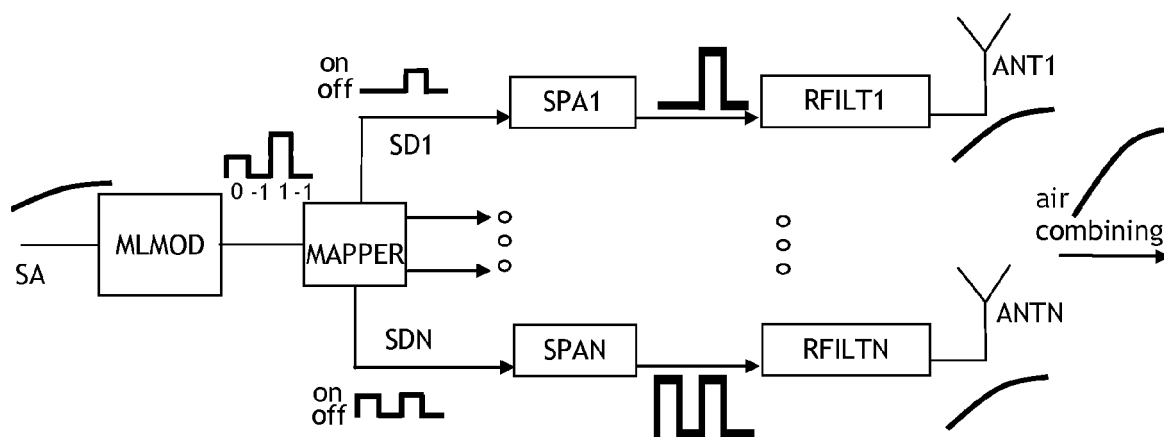 on
off
SPA1
RFILT1
ANT1
SD1
0 -1 1 -1
MLMOD
MAPPER
SA
air
combining
SDN
SPAN
RFILTN
ANTN
on
off